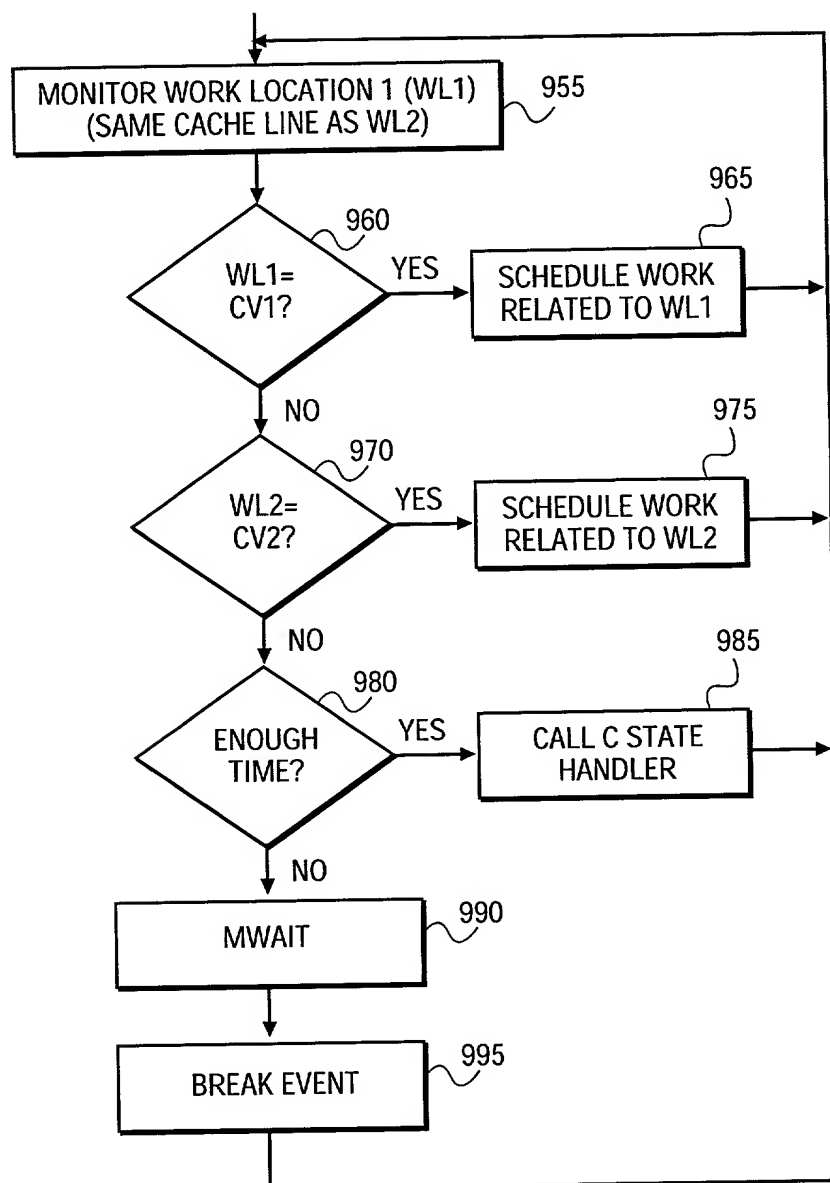 MONITOR WORK LOCATION 1 (WL1)
(SAME CACHE LINE AS WL2)
955
960
WL1=
CV1?
YES
965
SCHEDULE WORK
RELATED TO WL1
NO
970
WL2=
CV2?
YES
975
SCHEDULE WORK
RELATED TO WL2
NO
980
ENOUGH
TIME?
YES
985
CALL C STATE
HANDLER
NO
MWAIT
990
BREAK EVENT
995